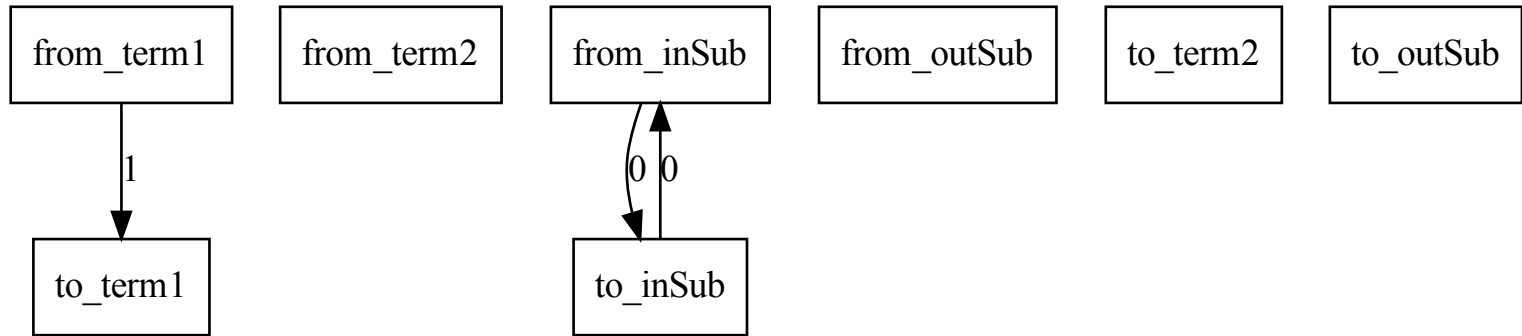 from_term1
from_term2
from_inSub
from_outSub
to_term2
to_outSub
1
0
0
to_term1
to_inSub